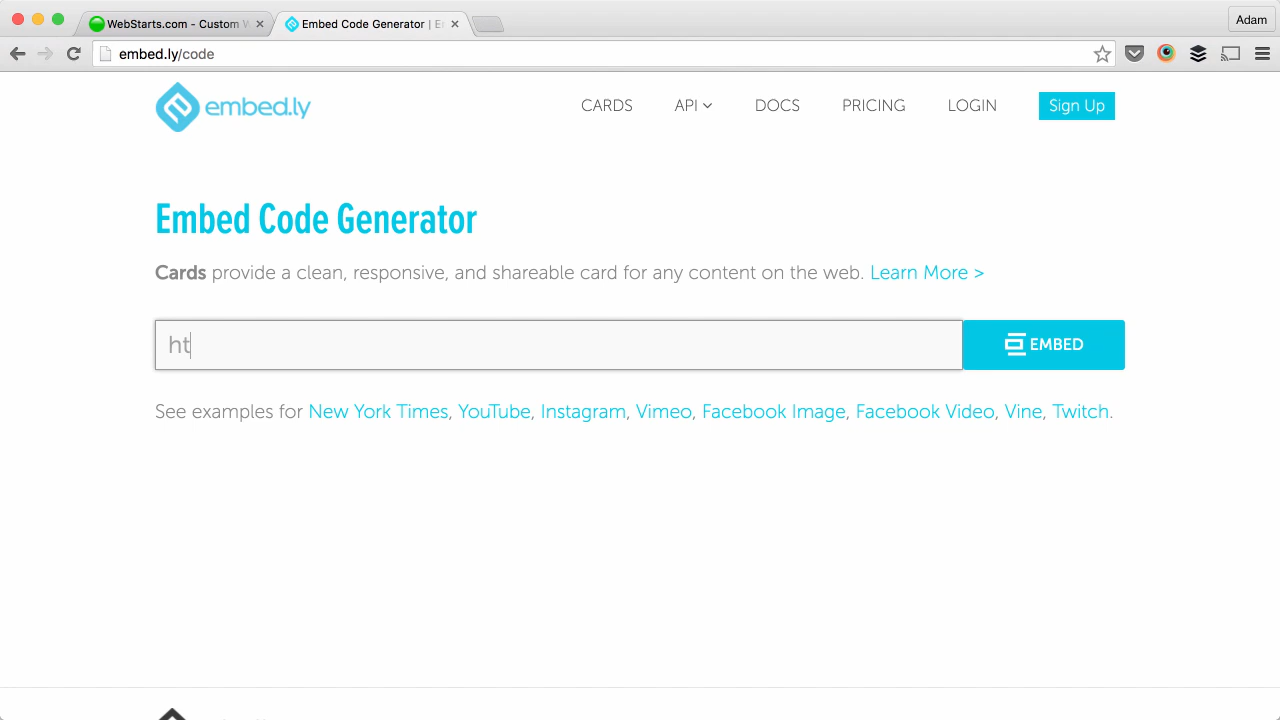 WebStarts.com - Custom
Embed Code Generator |
Adam
embed.ly/code
embed.ly
CARDS API DOCS PRICING LOGIN Sign Up
Embed Code Generator
Cards provide a clean, responsive, and shareable card for any content on the web. Learn More >
ht
EMBED
See examples for New York Times, YouTube, Instagram, Vimeo, Facebook Image, Facebook Video, Vine, Twitch.